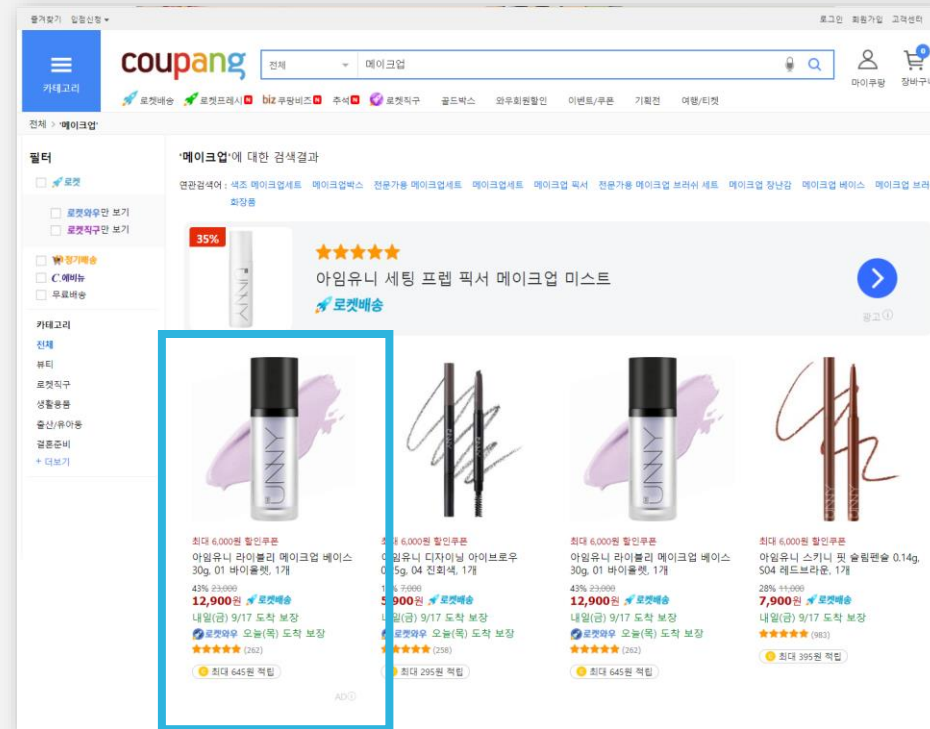 즐겨찾기 입점신청
로그인 회원가입 고객센터
카테고리
coupang
전체
메이크업
마이쿠팡
0
로켓배송 로켓프레시 biz 쿠팡비즈 추석 로켓직구 골드박스 와우회원할인 이벤트/쿠폰 기획전 여행/티켓
전체 > '메이크업'
필터
로켓
로켓와우만 보기
로켓직구만 보기
정기배송
C.에비뉴
무료배송
카테고리
전체
뷰티
로켓직구
생활용품
출산/유아동
결혼준비
+ 더보기
'메이크업'에 대한 검색결과
연관검색어 : 색조 메이크업세트 메이크업박스 전문가용 메이크업세트 메이크업세트 메이크업 픽서 전문가용 메이크업 브러쉬 세트 메이크업 장난감 메이크업 베이스 메이크업 브러
화장품
35%
UNNY
아임유니 세팅 프렙 픽서 메이크업 미스트
로켓배송
광고
UNNY
최대 6,000원 할인쿠폰
아임유니 라이블리 메이크업 베이스
30g, 01 바이올렛, 1개
43% 23,000
12,900원 로켓배송
내일(금) 9/17 도착 보장
로켓와우 오늘(목) 도착 보장
(262)
최대 645원 적립
AD
6,000원 할인쿠폰
디자이닝 아이브로우
04 진회색, 1개
7,000
900원 로켓배송
9/17 도착 보장
로켓와우 오늘(목) 도착 보장
(258)
최대 295원 적립
UNNY
최대 6,000원 할인쿠폰
아임유니 라이블리 메이크업 베이스
30g, 01 바이올렛, 1개
43% 23,000
12,900원 로켓배송
내일(금) 9/17 도착 보장
로켓와우 오늘(목) 도착 보장
(262)
최대 645원 적립
최대 6,000원 할인쿠폰
아임유니 스키니 핏 슬림펜슬 0.14g,
S04 레드브라운, 1개
28% 11,000
7,900원 로켓배송
내일(금) 9/17 도착 보장
(983)
최대 395원 적립